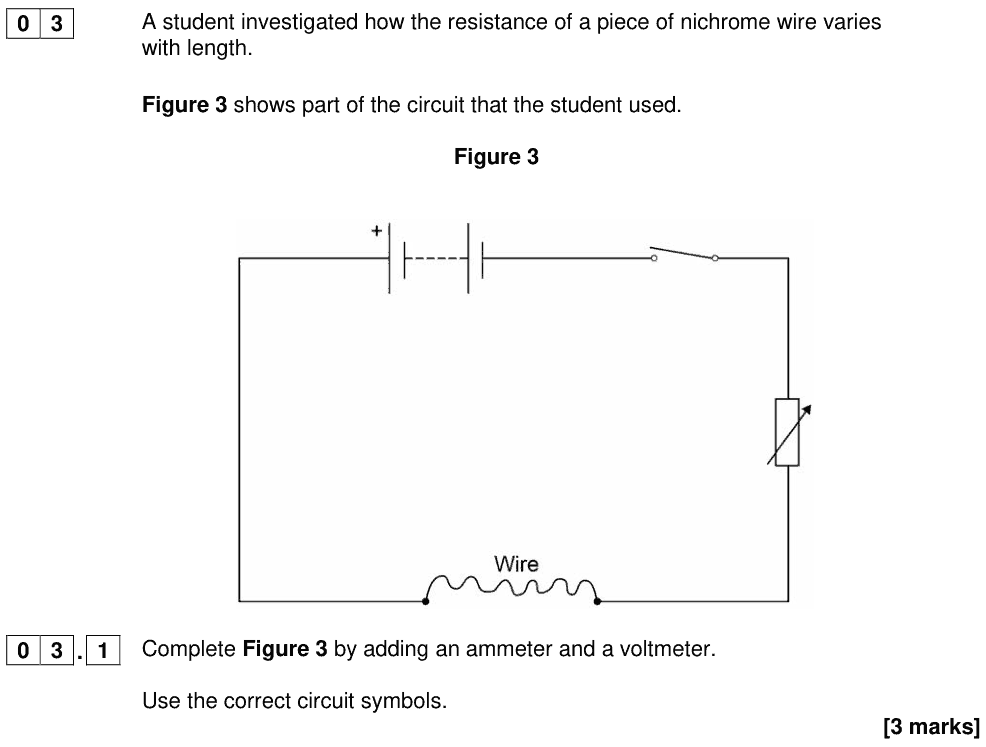 0 3 A student investigated how the resistance of a piece of nichrome wire varies
with length.
Figure 3 shows part of the circuit that the student used.
Figure 3
+
Wire
0 3 . 1 Complete Figure 3 by adding an ammeter and a voltmeter.
Use the correct circuit symbols.
[3 marks]